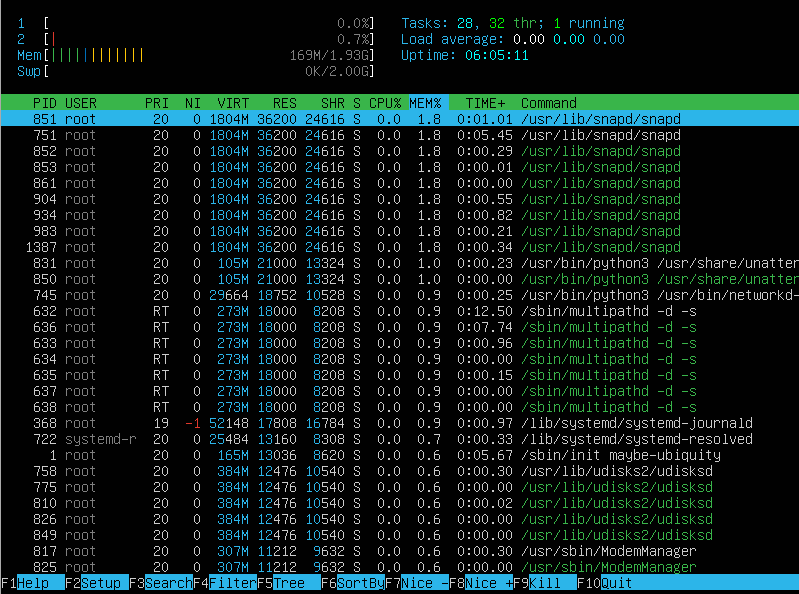 1 [ 0.0%] Tasks: 28, 32 thr; 1 running
2 [| 0.7%] Load average: 0.00 0.00 0.00
Mem[|||||||||||| 169M/1.93G] Uptime: 06:05:11
Swp[ 0K/2.00G]
PID USER PRI NI VIRT RES SHR S CPU% MEM% TIME+ Command
851 root 20 0 1804M 36200 24616 S 0.0 1.8 0:01.01 /usr/lib/snapd/snapd
751 root 20 0 1804M 36200 24616 S 0.0 1.8 0:05.45 /usr/lib/snapd/snapd
852 root 20 0 1804M 36200 24616 S 0.0 1.8 0:00.29 /usr/lib/snapd/snapd
853 root 20 0 1804M 36200 24616 S 0.0 1.8 0:00.01 /usr/lib/snapd/snapd
861 root 20 0 1804M 36200 24616 S 0.0 1.8 0:00.00 /usr/lib/snapd/snapd
904 root 20 0 1804M 36200 24616 S 0.0 1.8 0:00.55 /usr/lib/snapd/snapd
934 root 20 0 1804M 36200 24616 S 0.0 1.8 0:00.82 /usr/lib/snapd/snapd
983 root 20 0 1804M 36200 24616 S 0.0 1.8 0:00.21 /usr/lib/snapd/snapd
1387 root 20 0 1804M 36200 24616 S 0.0 1.8 0:00.34 /usr/lib/snapd/snapd
831 root 20 0 105M 21000 13324 S 0.0 1.0 0:00.23 /usr/bin/python3 /usr/share/unatter
850 root 20 0 105M 21000 13324 S 0.0 1.0 0:00.00 /usr/bin/python3 /usr/share/unatter
745 root 20 0 29664 18752 10528 S 0.0 0.9 0:00.25 /usr/bin/python3 /usr/bin/networkd-
632 root RT 0 273M 18000 8208 S 0.0 0.9 0:12.50 /sbin/multipathd -d -s
636 root RT 0 273M 18000 8208 S 0.0 0.9 0:07.74 /sbin/multipathd -d -s
633 root RT 0 273M 18000 8208 S 0.0 0.9 0:00.96 /sbin/multipathd -d -s
634 root RT 0 273M 18000 8208 S 0.0 0.9 0:00.00 /sbin/multipathd -d -s
635 root RT 0 273M 18000 8208 S 0.0 0.9 0:00.15 /sbin/multipathd -d -s
637 root RT 0 273M 18000 8208 S 0.0 0.9 0:00.00 /sbin/multipathd -d -s
638 root RT 0 273M 18000 8208 S 0.0 0.9 0:00.00 /sbin/multipathd -d -s
368 root 19 -1 52148 17808 16784 S 0.0 0.9 0:00.97 /lib/systemd/systemd-journald
722 systemd-r 20 0 25484 13160 8308 S 0.0 0.7 0:00.33 /lib/systemd/systemd-resolved
1 root 20 0 165M 13036 8620 S 0.0 0.6 0:05.67 /sbin/init maybe-ubiquity
758 root 20 0 384M 12476 10540 S 0.0 0.6 0:00.30 /usr/lib/udisks2/udisksd
775 root 20 0 384M 12476 10540 S 0.0 0.6 0:00.00 /usr/lib/udisks2/udisksd
810 root 20 0 384M 12476 10540 S 0.0 0.6 0:00.02 /usr/lib/udisks2/udisksd
826 root 20 0 384M 12476 10540 S 0.0 0.6 0:00.00 /usr/lib/udisks2/udisksd
849 root 20 0 384M 12476 10540 S 0.0 0.6 0:00.00 /usr/lib/udisks2/udisksd
817 root 20 0 307M 11212 9632 S 0.0 0.6 0:00.30 /usr/sbin/ModemManager
825 root 20 0 307M 11212 9632 S 0.0 0.6 0:00.00 /usr/sbin/ModemManager
F1Help F2Setup F3SearchF4FilterF5Tree F6SortByF7Nice -F8Nice +F9Kill F10Quit